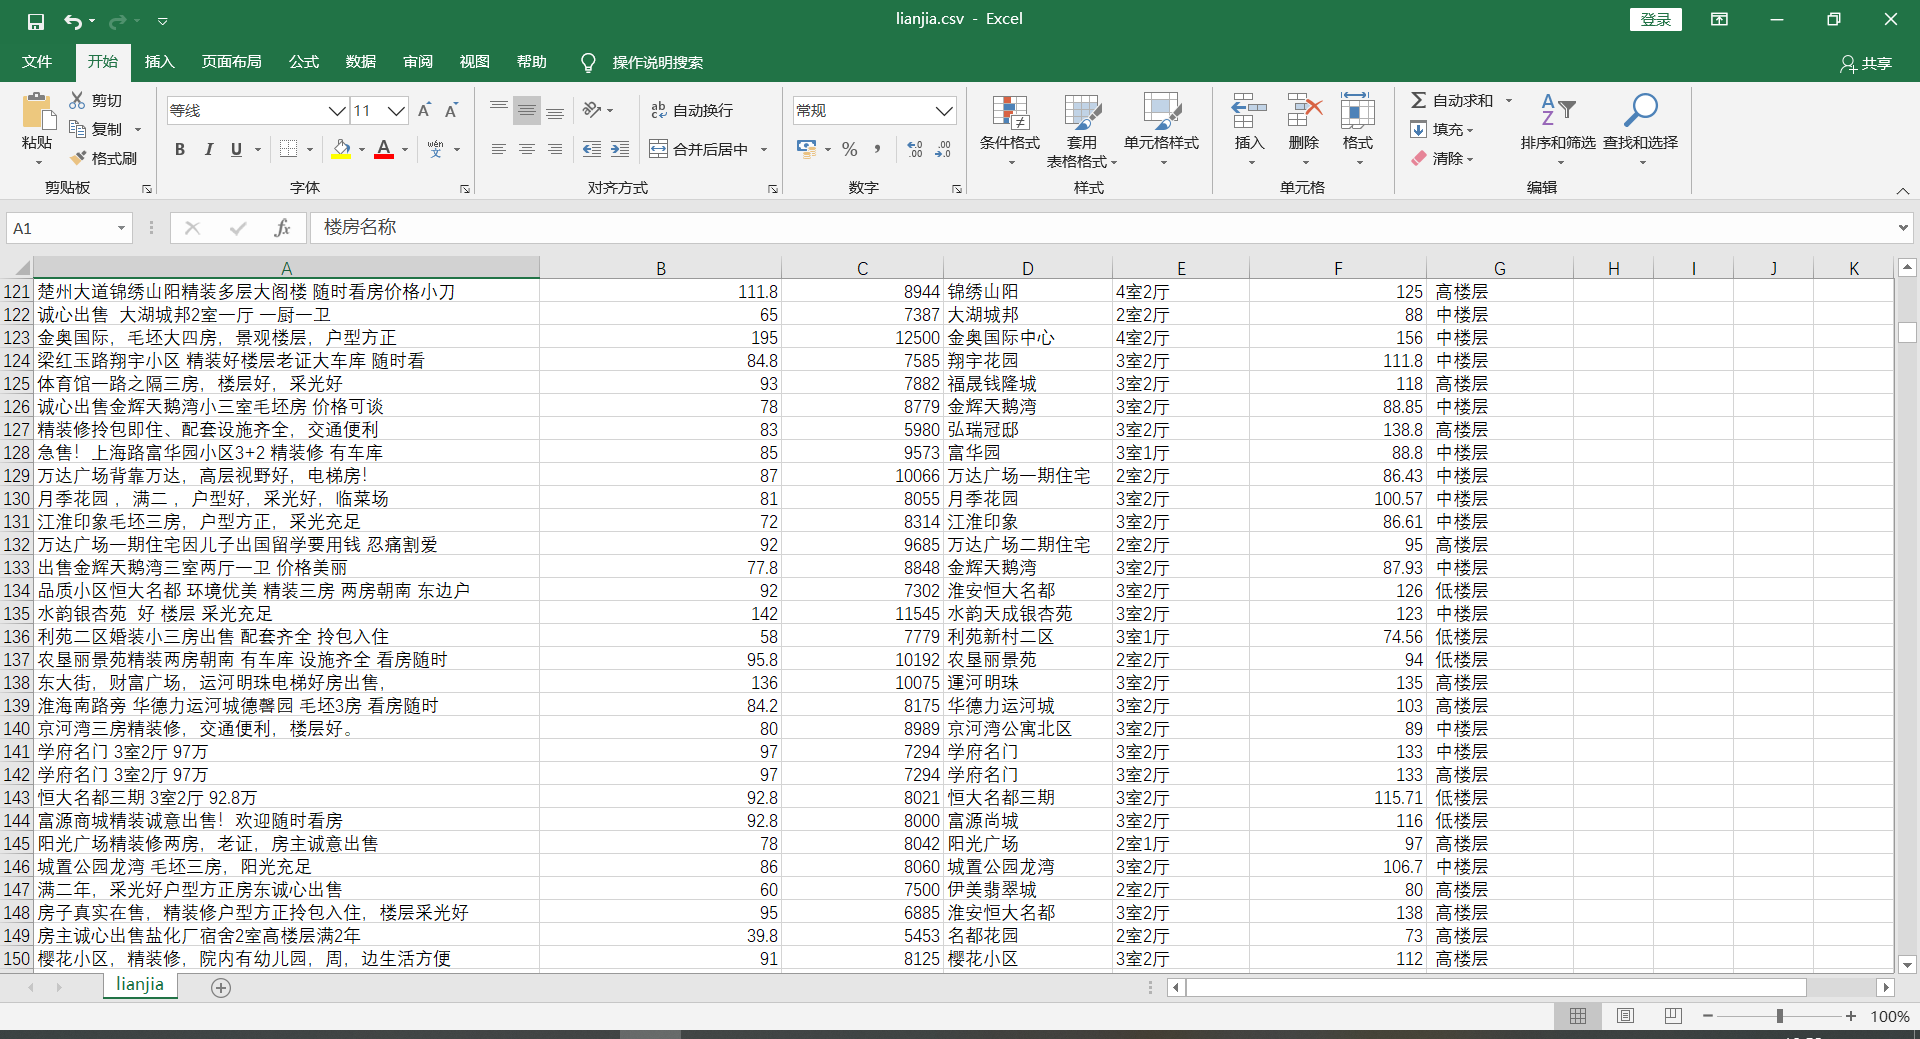 lianjia.csv - Excel
登录
文件 开始 插入 页面布局 公式 数据 审阅 视图 帮助 操作说明搜索 共享
粘贴 剪切 复制 格式刷 剪贴板
等线 11 B I U A wén 文 字体
ab 自动换行 合并后居中 对齐方式
常规 % 数字
条件格式 套用 表格格式 单元格样式 样式
插入 删除 格式 单元格
自动求和 填充 清除 排序和筛选 查找和选择 编辑
A1 fx 楼房名称
A B C D E F G H I J K
121 楚州大道锦绣山阳精装多层大阁楼 随时看房价格小刀 111.8 8944 锦绣山阳 4室2厅 125 高楼层
122 诚心出售 大湖城邦2室一厅 一厨一卫 65 7387 大湖城邦 2室2厅 88 中楼层
123 金奥国际，毛坯大四房，景观楼层，户型方正 195 12500 金奥国际中心 4室2厅 156 中楼层
124 梁红玉路翔宇小区 精装好楼层老证大车库 随时看 84.8 7585 翔宇花园 3室2厅 111.8 中楼层
125 体育馆一路之隔三房，楼层好，采光好 93 7882 福晟钱隆城 3室2厅 118 高楼层
126 诚心出售金辉天鹅湾小三室毛坯房 价格可谈 78 8779 金辉天鹅湾 3室2厅 88.85 中楼层
127 精装修拎包即住、配套设施齐全，交通便利 83 5980 弘瑞冠邸 3室2厅 138.8 高楼层
128 急售！上海路富华园小区3+2 精装修 有车库 85 9573 富华园 3室1厅 88.8 中楼层
129 万达广场背靠万达，高层视野好，电梯房！ 87 10066 万达广场一期住宅 2室2厅 86.43 中楼层
130 月季花园 ，满二 ，户型好，采光好，临菜场 81 8055 月季花园 3室2厅 100.57 中楼层
131 江淮印象毛坯三房，户型方正，采光充足 72 8314 江淮印象 3室2厅 86.61 中楼层
132 万达广场一期住宅因儿子出国留学要用钱 忍痛割爱 92 9685 万达广场二期住宅 2室2厅 95 高楼层
133 出售金辉天鹅湾三室两厅一卫 价格美丽 77.8 8848 金辉天鹅湾 3室2厅 87.93 中楼层
134 品质小区恒大名都 环境优美 精装三房 两房朝南 东边户 92 7302 淮安恒大名都 3室2厅 126 低楼层
135 水韵银杏苑 好 楼层 采光充足 142 11545 水韵天成银杏苑 3室2厅 123 中楼层
136 利苑二区婚装小三房出售 配套齐全 拎包入住 58 7779 利苑新村二区 3室1厅 74.56 低楼层
137 农垦丽景苑精装两房朝南 有车库 设施齐全 看房随时 95.8 10192 农垦丽景苑 2室2厅 94 低楼层
138 东大街，财富广场，运河明珠电梯好房出售， 136 10075 運河明珠 3室2厅 135 高楼层
139 淮海南路旁 华德力运河城德馨园 毛坯3房 看房随时 84.2 8175 华德力运河城 3室2厅 103 高楼层
140 京河湾三房精装修，交通便利，楼层好。 80 8989 京河湾公寓北区 3室2厅 89 中楼层
141 学府名门 3室2厅 97万 97 7294 学府名门 3室2厅 133 中楼层
142 学府名门 3室2厅 97万 97 7294 学府名门 3室2厅 133 高楼层
143 恒大名都三期 3室2厅 92.8万 92.8 8021 恒大名都三期 3室2厅 115.71 低楼层
144 富源商城精装诚意出售！欢迎随时看房 92.8 8000 富源尚城 3室2厅 116 低楼层
145 阳光广场精装修两房，老证，房主诚意出售 78 8042 阳光广场 2室1厅 97 高楼层
146 城置公园龙湾 毛坯三房，阳光充足 86 8060 城置公园龙湾 3室2厅 106.7 中楼层
147 满二年，采光好户型方正房东诚心出售 60 7500 伊美翡翠城 2室2厅 80 高楼层
148 房子真实在售，精装修户型方正拎包入住，楼层采光好 95 6885 淮安恒大名都 3室2厅 138 高楼层
149 房主诚心出售盐化厂宿舍2室高楼层满2年 39.8 5453 名都花园 2室2厅 73 高楼层
150 樱花小区，精装修，院内有幼儿园，周，边生活方便 91 8125 樱花小区 3室2厅 112 高楼层
lianjia
100%